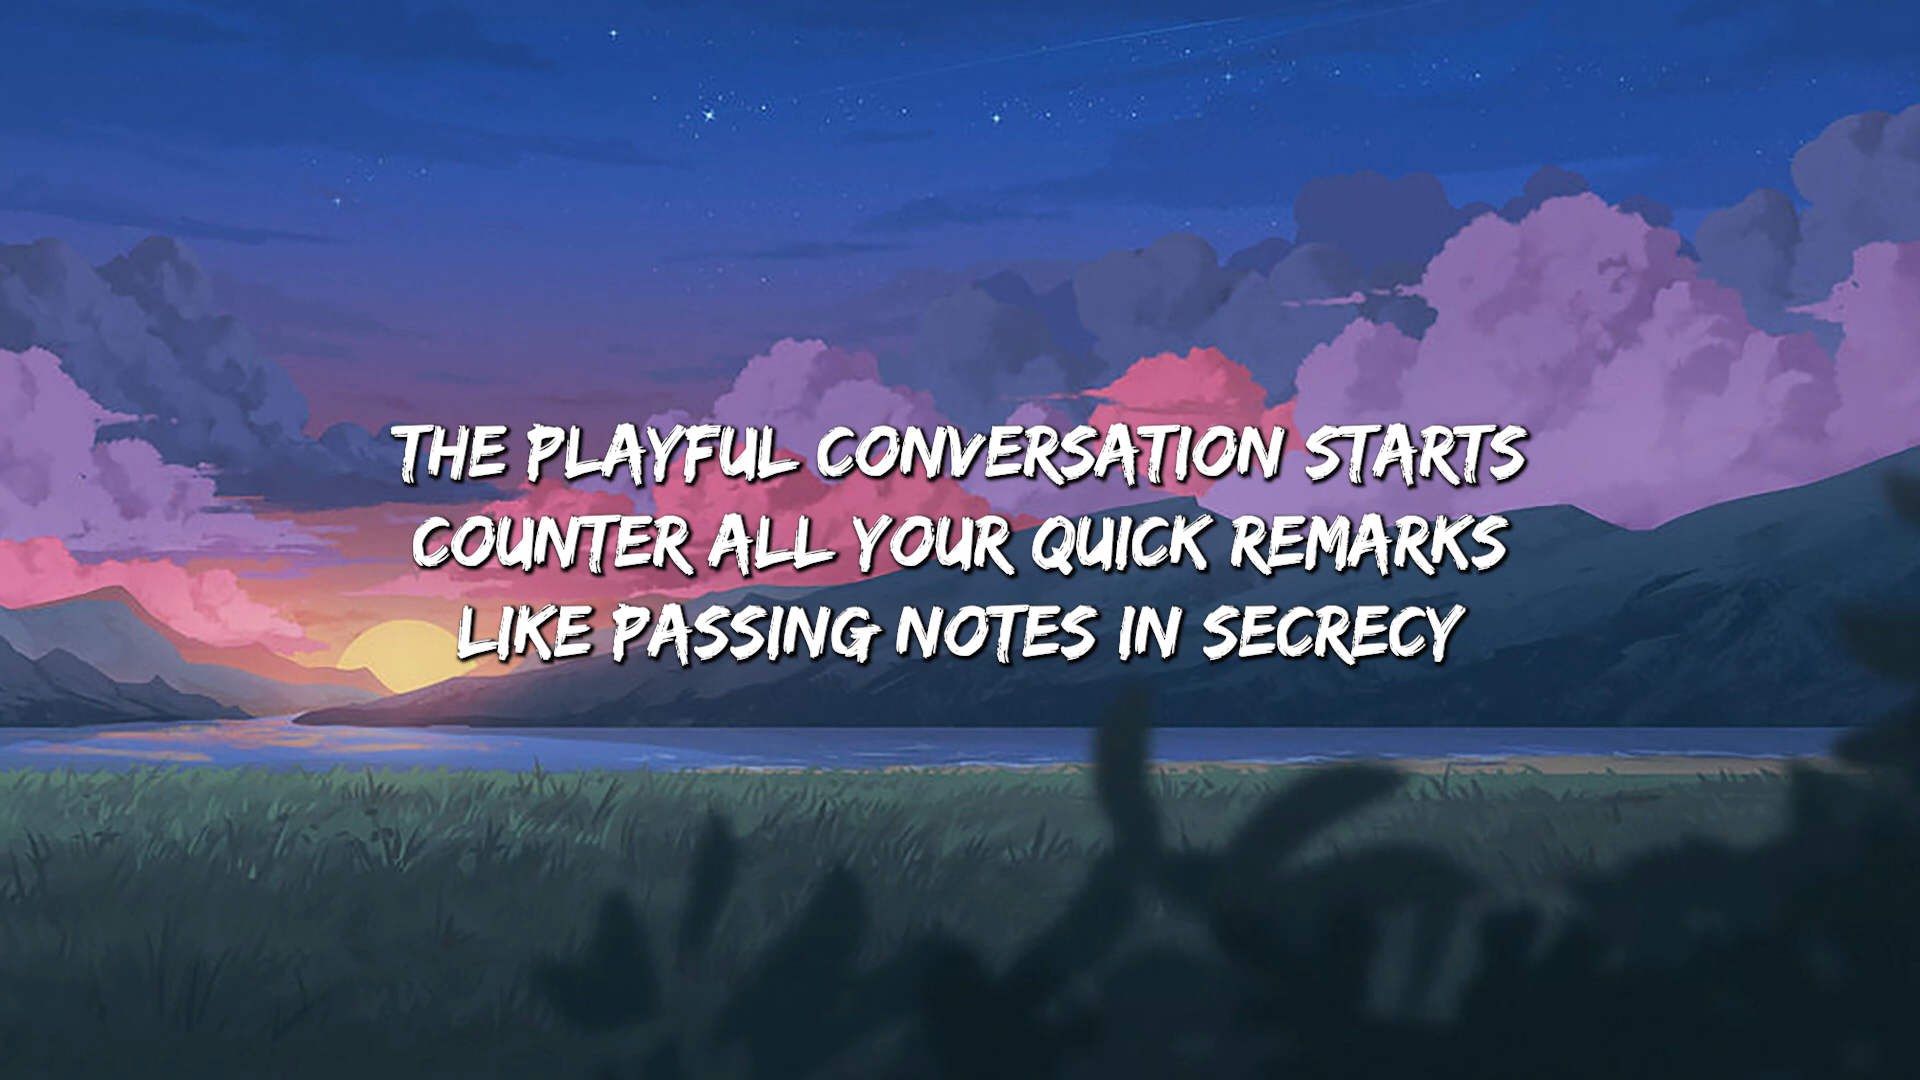 THE PLAYFUL CONVERSATION STARTS
COUNTER ALL YOUR QUICK REMARKS
LIKE PASSING NOTES IN SECRECY